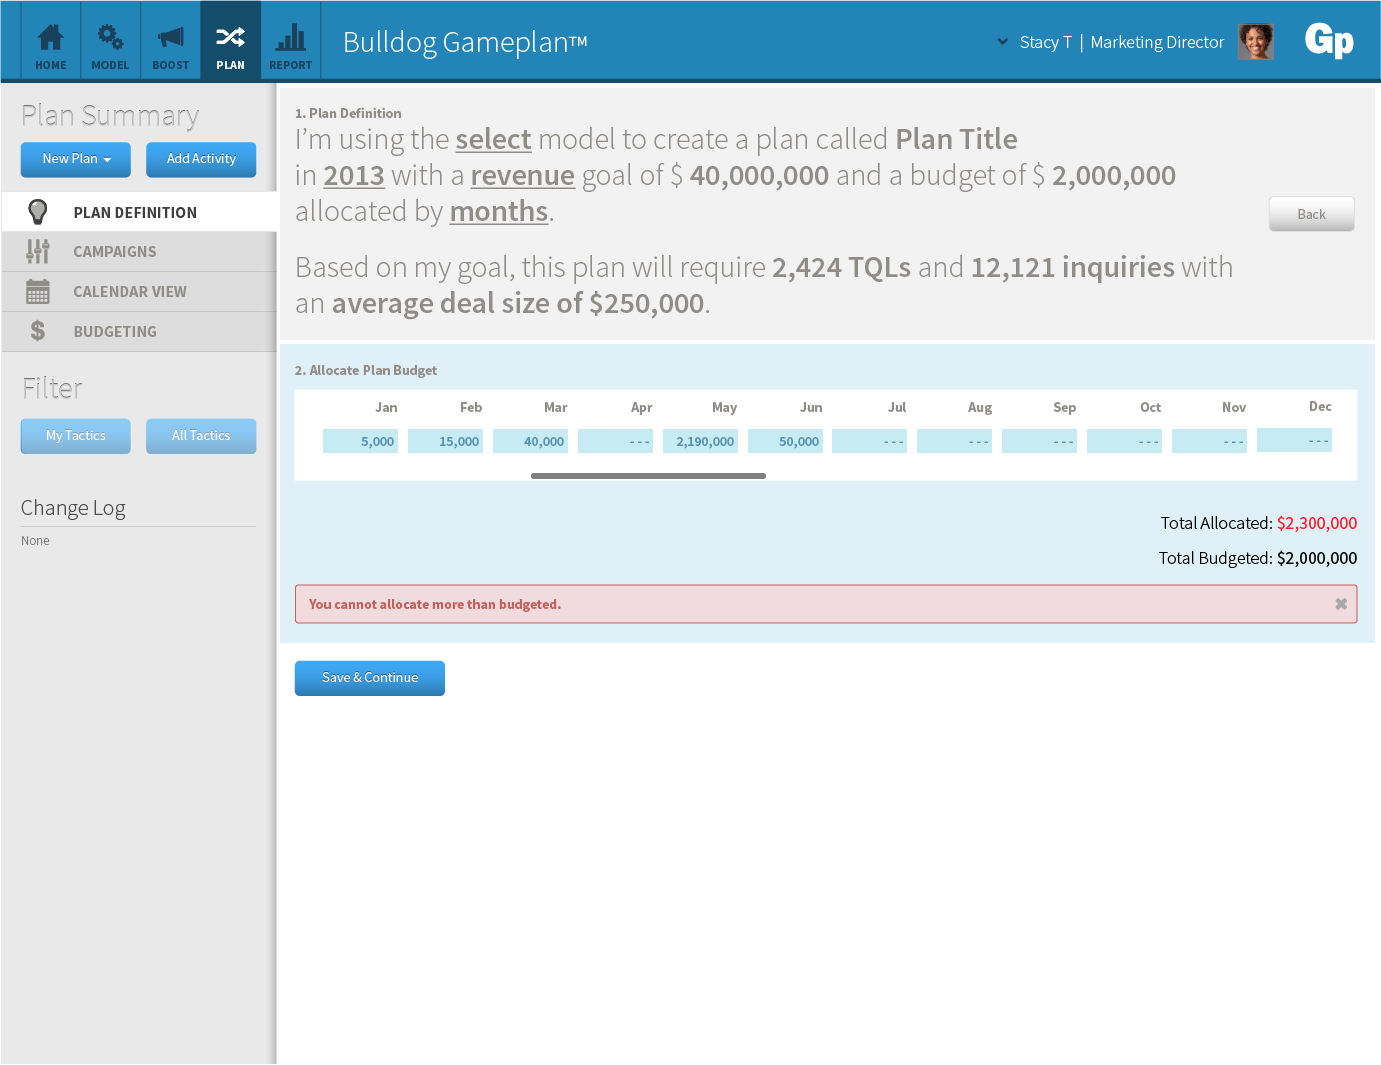 HOME
MODEL
BOOST
PLAN
REPORT
Bulldog Gameplan™
Stacy T | Marketing Director
Gp
Plan Summary
New Plan
Add Activity
PLAN DEFINITION
CAMPAIGNS
CALENDAR VIEW
$ BUDGETING
Filter
My Tactics
All Tactics
Change Log
None
1. Plan Definition
I'm using the select model to create a plan called Plan Title
in 2013 with a revenue goal of $ 40,000,000 and a budget of $ 2,000,000
allocated by months.
Back
Based on my goal, this plan will require 2,424 TQLs and 12,121 inquiries with
an average deal size of $250,000.
2. Allocate Plan Budget
Jan Feb Mar Apr May Jun Jul Aug Sep Oct Nov Dec
5,000 15,000 40,000 - - - 2,190,000 50,000 - - - - - - - - - - - - - - - - - -
Total Allocated: $2,300,000
Total Budgeted: $2,000,000
You cannot allocate more than budgeted.
Save & Continue